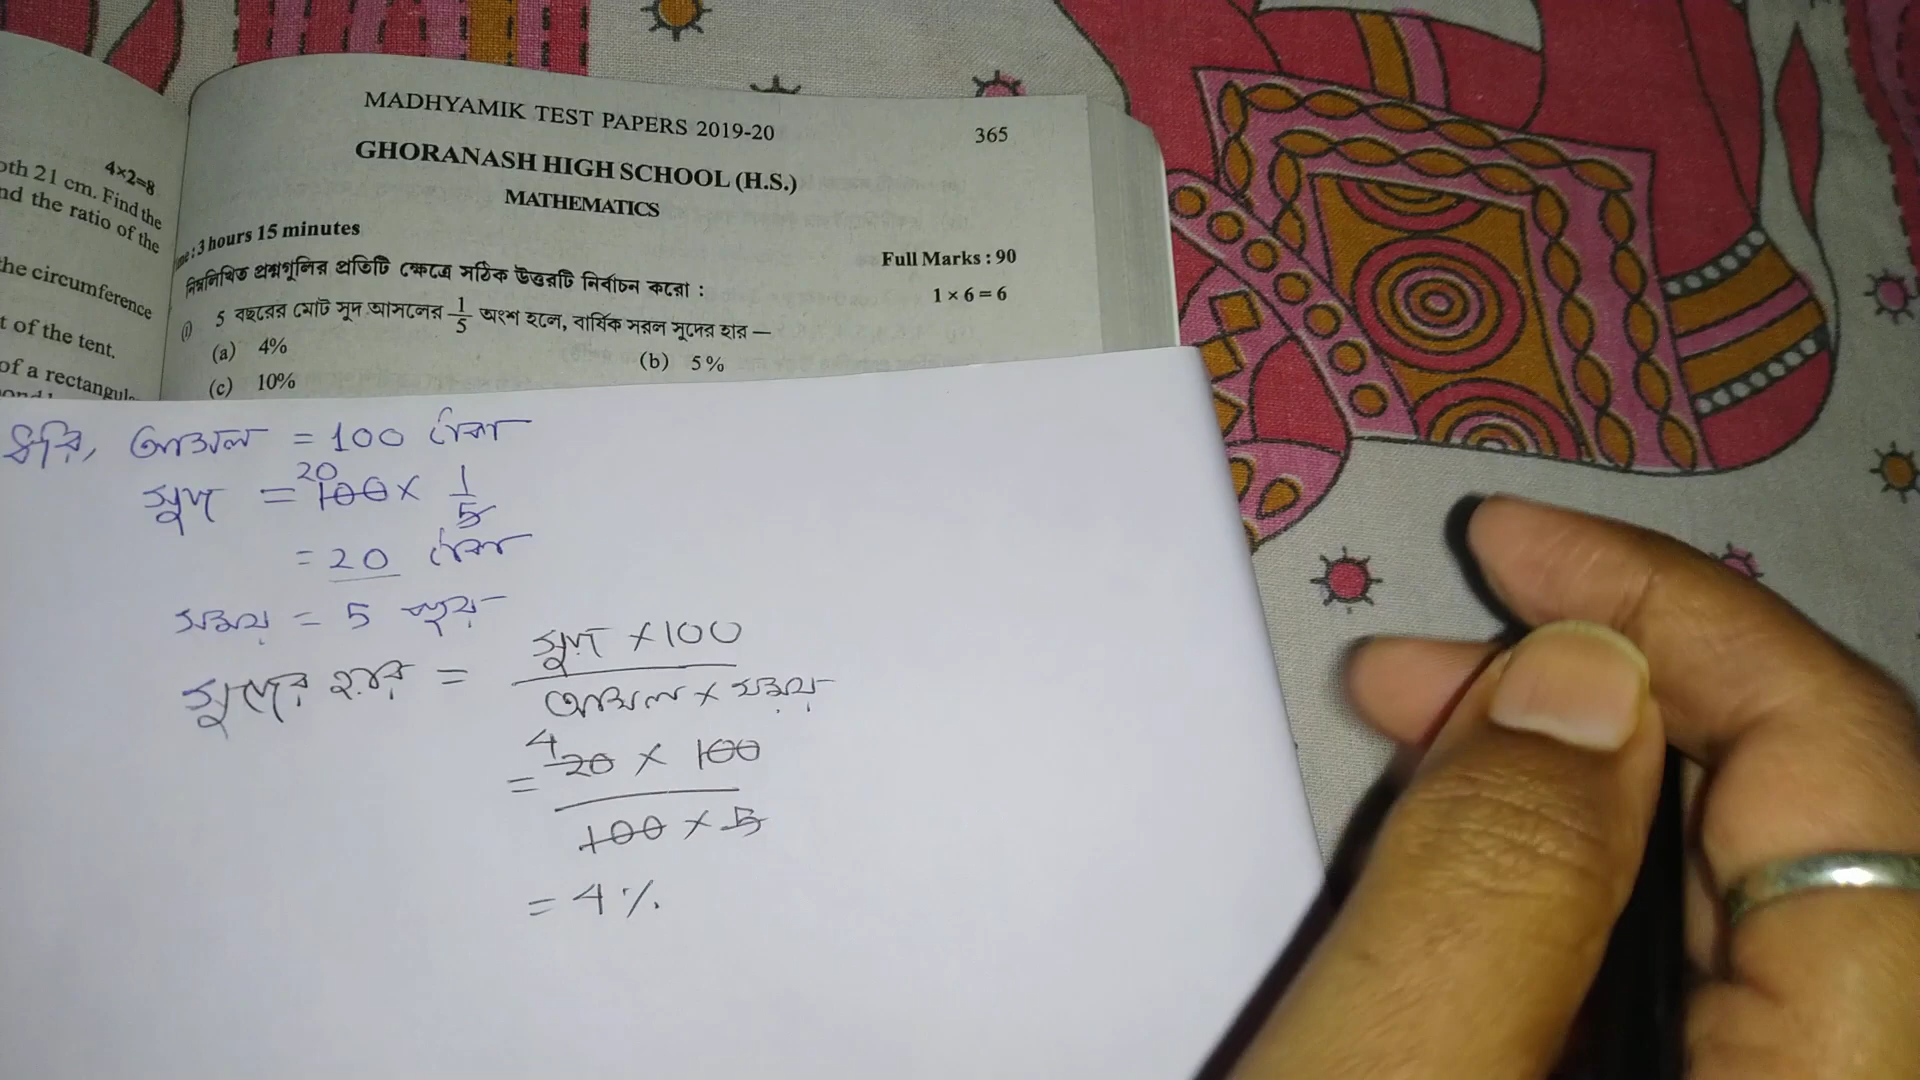 4×2=8
oth 21 cm. Find the
nd the ratio of the
he circumference
t of the tent.
of a rectangul
MADHYAMIK TEST PAPERS 2019-20
365
GHORANASH HIGH SCHOOL (H.S.)
MATHEMATICS
me : 3 hours 15 minutes
Full Marks : 90
নিম্নলিখিত প্রশ্নগুলির প্রতিটি ক্ষেত্রে সঠিক উত্তরটি নির্বাচন করো :
1 × 6 = 6
(i) 5 বছরের মোট সুদ আসলের 1/5 অংশ হলে, বার্ষিক সরল সুদের হার —
(a) 4%
(b) 5%
(c) 10%
ধরি, আসল = 100 টাকা
সুদ = 100 × 1/5
20
= 20 টাকা
সময় = 5 বছর
সুদের হার = সুদ × 100 / আসল × সময়
4
= 20 × 100 / 100 × 5
= 4%